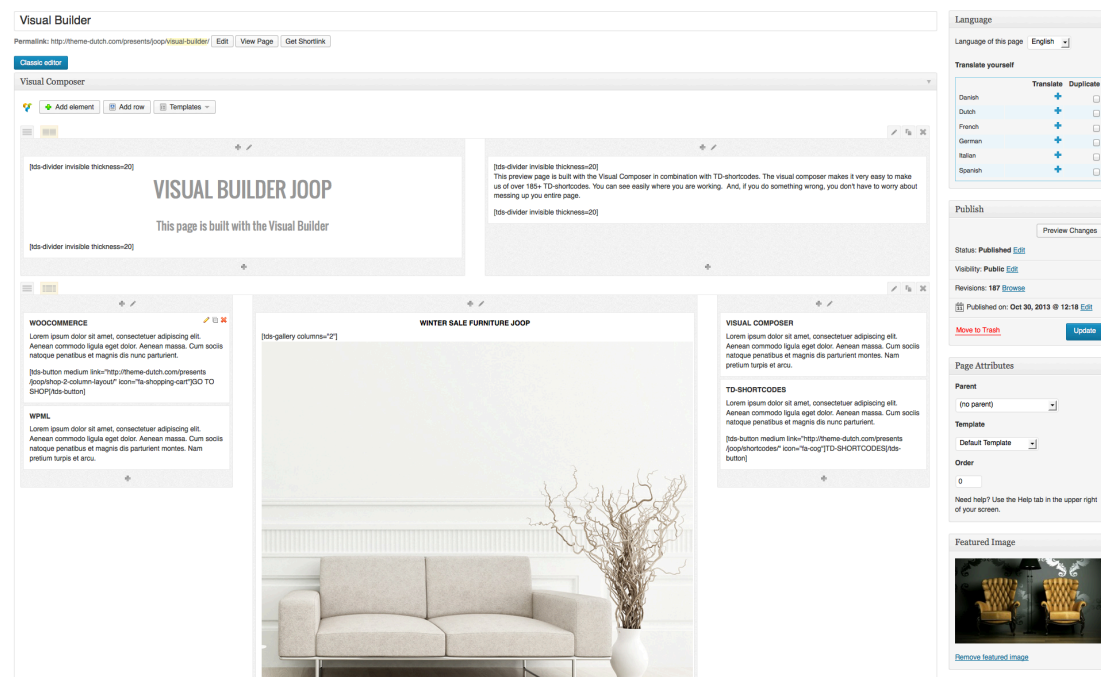 Visual Builder
Permalink: http://theme-dutch.com/presents/joop/visual-builder/ Edit View Page Get Shortlink
Classic editor
Visual Composer
Add element Add row Templates
[tds-divider invisible thickness=20]
VISUAL BUILDER JOOP
This page is built with the Visual Builder
[tds-divider invisible thickness=20]
[tds-divider invisible thickness=20]
This preview page is built with the Visual Composer in combination with TD-shortcodes. The visual composer makes it very easy to make
us of over 185+ TD-shortcodes. You can see easily where you are working. And, if you do something wrong, you don't have to worry about
messing up you entire page.
[tds-divider invisible thickness=20]
WOOCOMMERCE
Lorem ipsum dolor sit amet, consectetuer adipiscing elit.
Aenean commodo ligula eget dolor. Aenean massa. Cum sociis
natoque penatibus et magnis dis nunc parturient.
[tds-button medium link="http://theme-dutch.com/presents
/joop/shop-2-column-layout/" icon="fa-shopping-cart"]GO TO
SHOP[/tds-button]
WPML
Lorem ipsum dolor sit amet, consectetuer adipiscing elit.
Aenean commodo ligula eget dolor. Aenean massa. Cum sociis
natoque penatibus et magnis dis parturient montes. Nam
pretium turpis et arcu.
WINTER SALE FURNITURE JOOP
[tds-gallery columns="2"]
VISUAL COMPOSER
Lorem ipsum dolor sit amet, consectetuer adipiscing elit.
Aenean commodo ligula eget dolor. Aenean massa. Cum sociis
natoque penatibus et magnis dis parturient montes. Nam
pretium turpis et arcu.
TD-SHORTCODES
Lorem ipsum dolor sit amet, consectetuer adipiscing elit.
Aenean commodo ligula eget dolor. Aenean massa. Cum sociis
natoque penatibus et magnis dis nunc parturient.
[tds-button medium link="http://theme-dutch.com/presents
/joop/shortcodes/" icon="fa-cog"]TD-SHORTCODES[/tds-
button]
Language
Language of this page English
Translate yourself
Translate Duplicate
Danish
Dutch
French
German
Italian
Spanish
Publish
Preview Changes
Status: Published Edit
Visibility: Public Edit
Revisions: 187 Browse
Published on: Oct 30, 2013 @ 12:18 Edit
Move to Trash Update
Page Attributes
Parent
(no parent)
Template
Default Template
Order
0
Need help? Use the Help tab in the upper right
of your screen.
Featured Image
Remove featured image